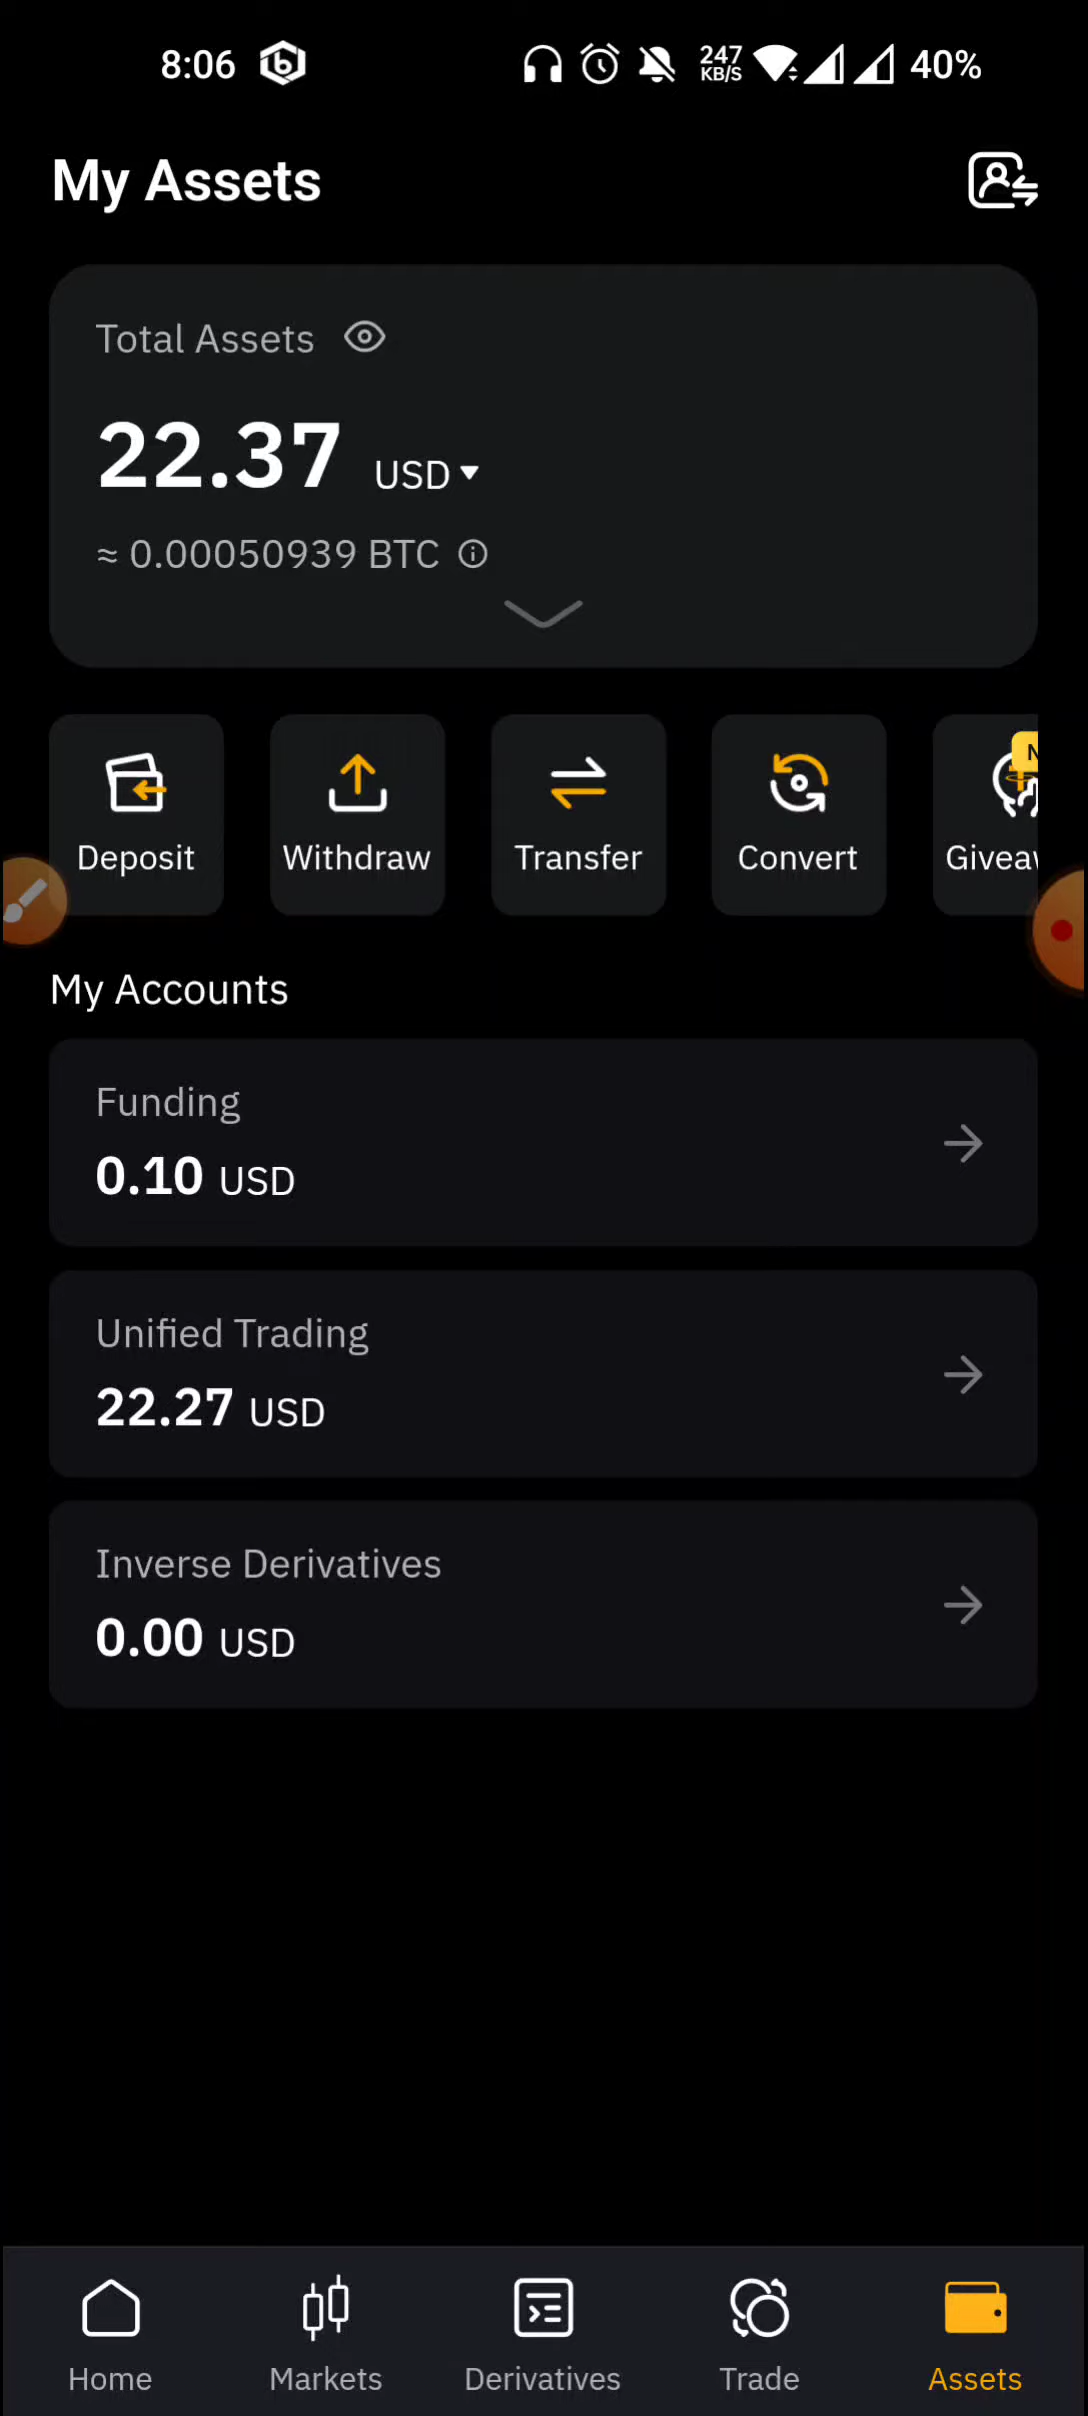 8:06 247 KB/S 40%
My Assets
Total Assets
22.37 USD
≈ 0.00050939 BTC
Deposit Withdraw Transfer Convert Giveaw
N
My Accounts
Funding
0.10 USD
Unified Trading
22.27 USD
Inverse Derivatives
0.00 USD
Home Markets Derivatives Trade Assets